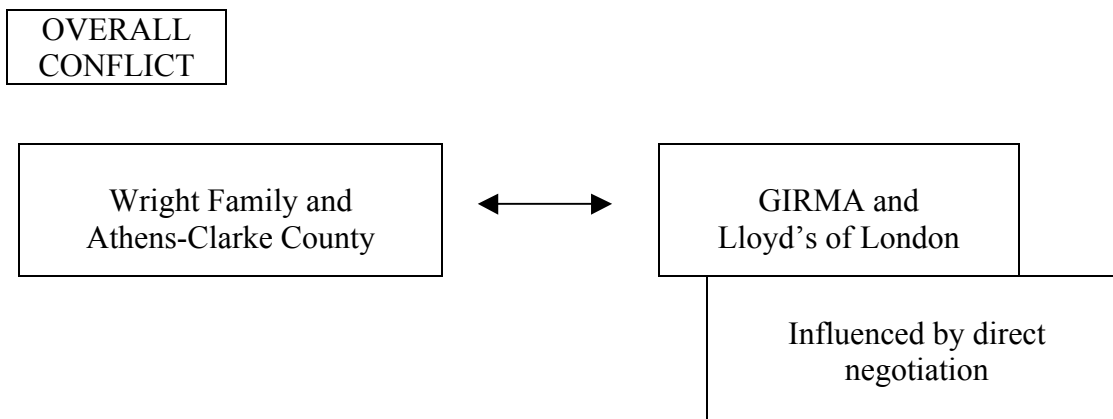 OVERALL
CONFLICT
Wright Family and
Athens-Clarke County
GIRMA and
Lloyd’s of London
Influenced by direct
negotiation